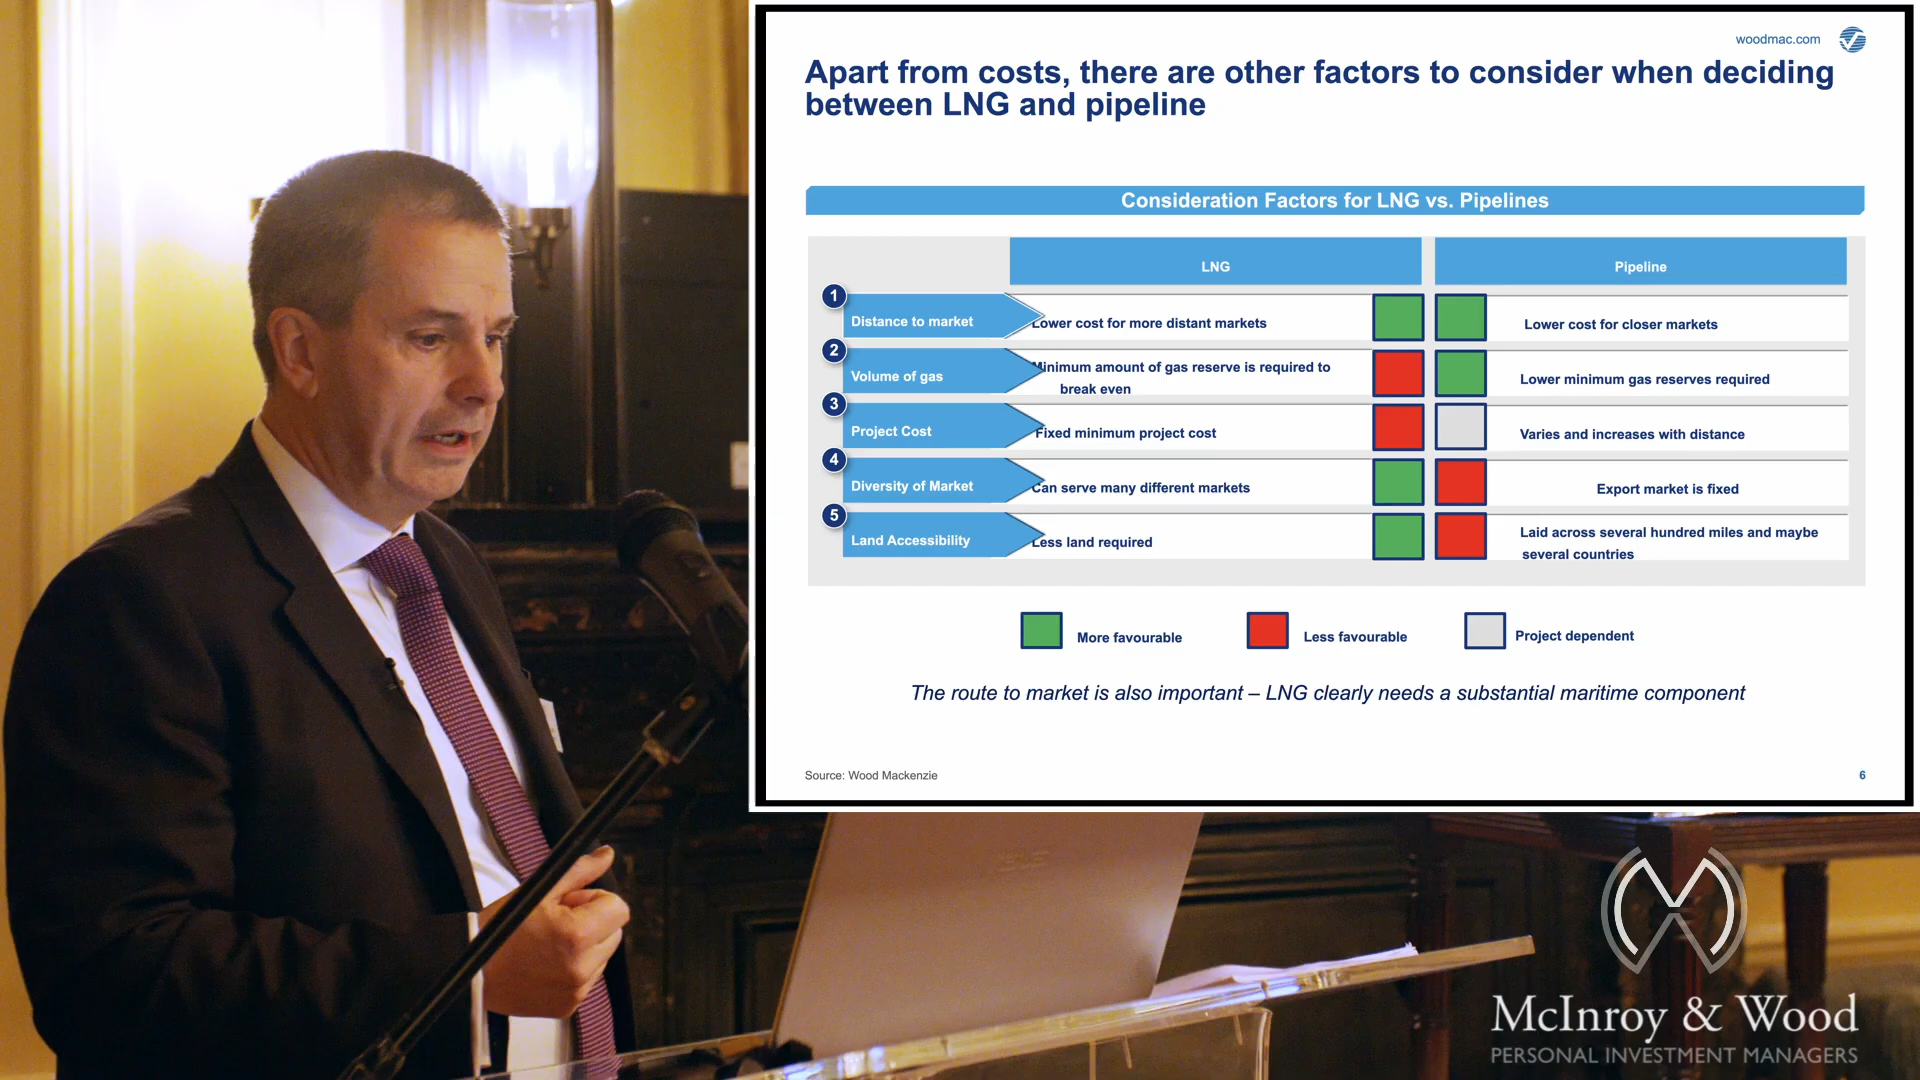 woodmac.com
Apart from costs, there are other factors to consider when deciding
between LNG and pipeline
Consideration Factors for LNG vs. Pipelines
LNG
Pipeline
1
Distance to market
Lower cost for more distant markets
Lower cost for closer markets
2
Volume of gas
Minimum amount of gas reserve is required to
break even
Lower minimum gas reserves required
3
Project Cost
Fixed minimum project cost
Varies and increases with distance
4
Diversity of Market
Can serve many different markets
Export market is fixed
5
Land Accessibility
Less land required
Laid across several hundred miles and maybe
several countries
More favourable
Less favourable
Project dependent
The route to market is also important – LNG clearly needs a substantial maritime component
Source: Wood Mackenzie
6
McInroy & Wood
PERSONAL INVESTMENT MANAGERS